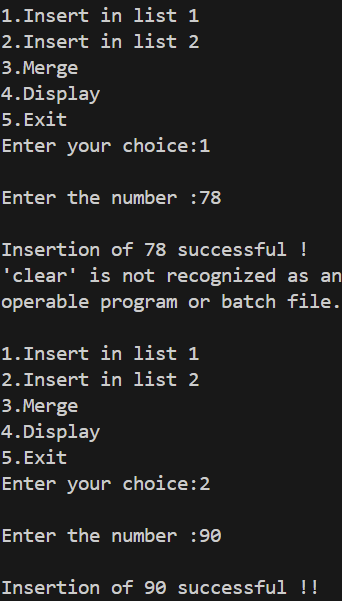 1.Insert in list 1
2.Insert in list 2
3.Merge
4.Display
5.Exit
Enter your choice:1
Enter the number :78
Insertion of 78 successful !
'clear' is not recognized as an
operable program or batch file.
1.Insert in list 1
2.Insert in list 2
3.Merge
4.Display
5.Exit
Enter your choice:2
Enter the number :90
Insertion of 90 successful !!